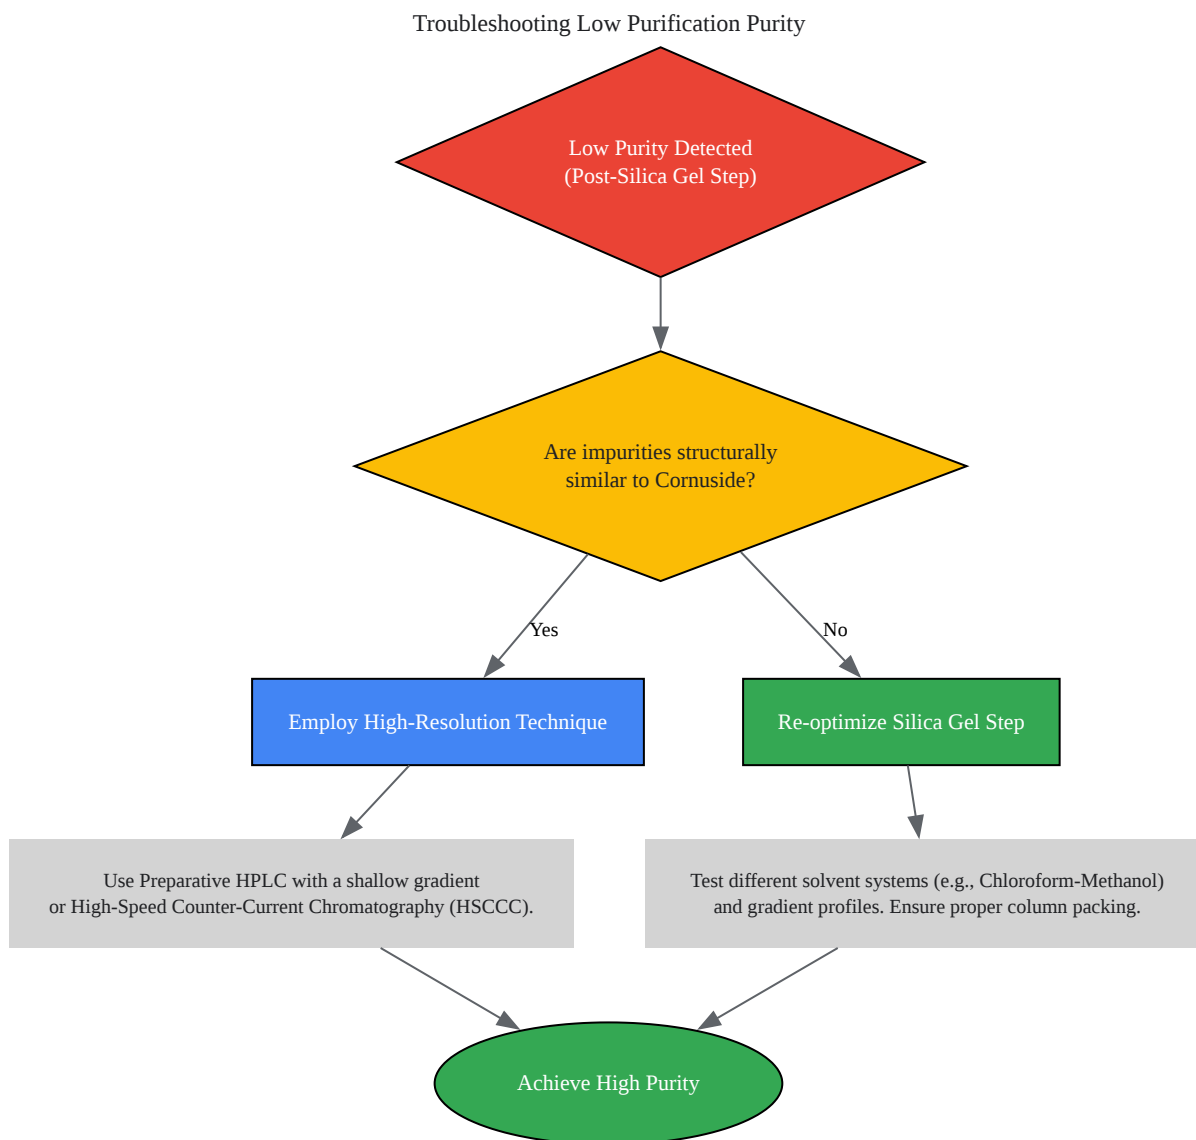 Troubleshooting Low Purification Purity
Low Purity Detected
(Post-Silica Gel Step)
Are impurities structurally
similar to Cornuside?
Yes
No
Employ High-Resolution Technique
Re-optimize Silica Gel Step
Use Preparative HPLC with a shallow gradient
or High-Speed Counter-Current Chromatography (HSCCC).
Test different solvent systems (e.g., Chloroform-Methanol)
and gradient profiles. Ensure proper column packing.
Achieve High Purity